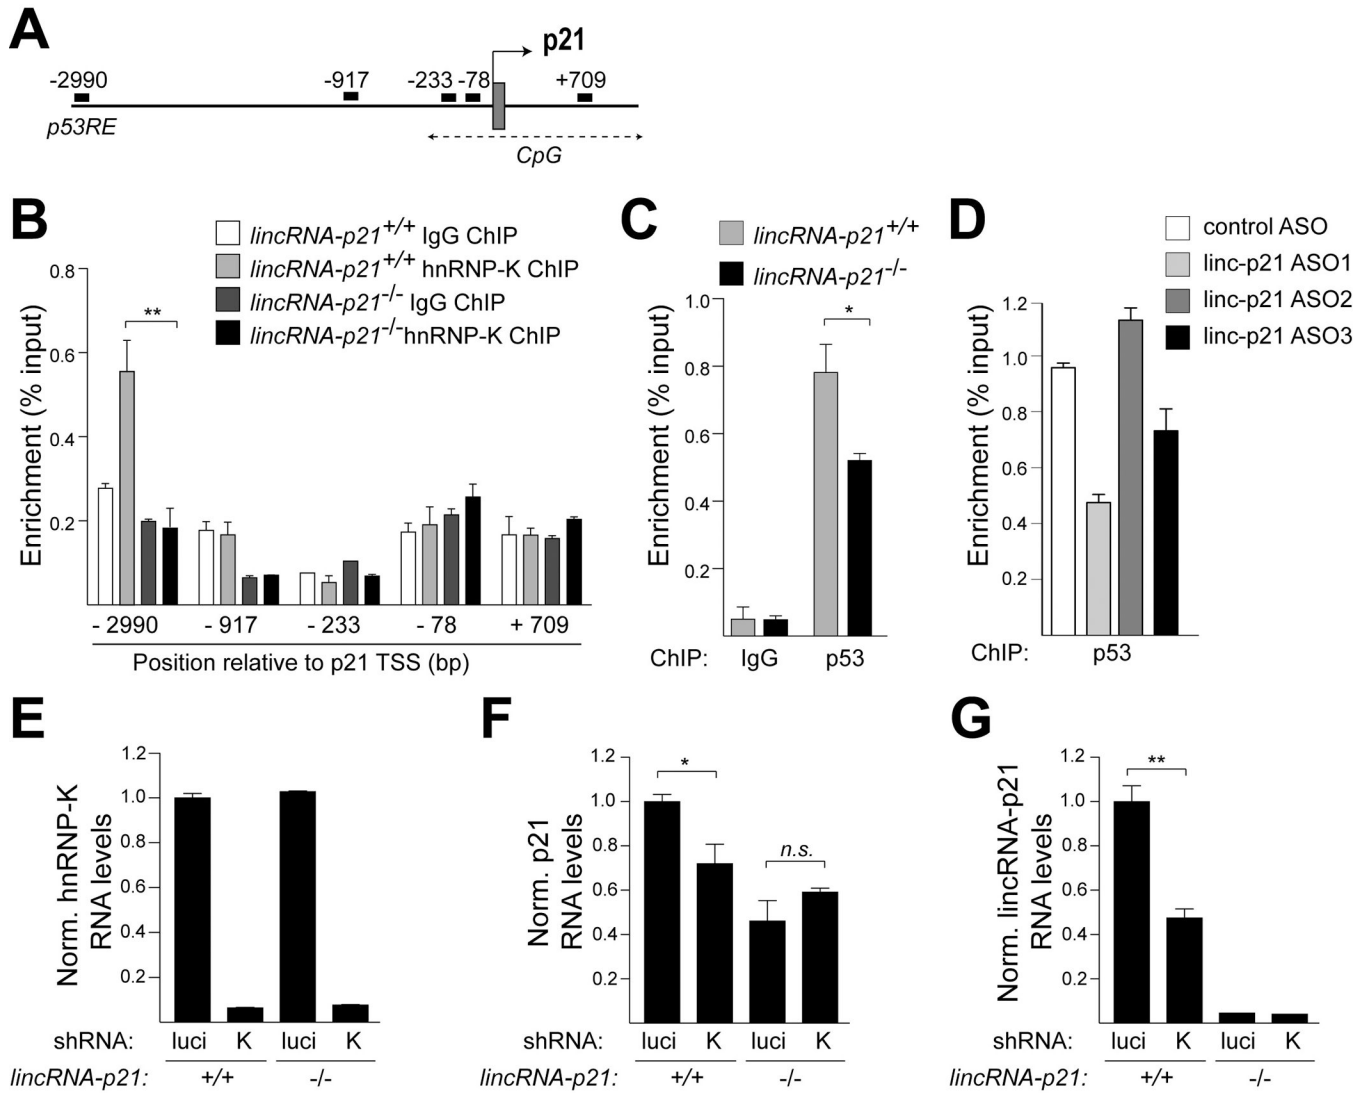 A
p21
-2990
-917
-233
-78
+709
p53RE
CpG
B
lincRNA-p21+/+ IgG ChIP
lincRNA-p21+/+ hnRNP-K ChIP
lincRNA-p21-/- IgG ChIP
lincRNA-p21-/-hnRNP-K ChIP
Enrichment (% input)
0.8
0.6
0.4
0.2
**
- 2990
- 917
- 233
- 78
+ 709
Position relative to p21 TSS (bp)
C
lincRNA-p21+/+
lincRNA-p21-/-
Enrichment (% input)
1.0
0.8
0.6
0.4
0.2
*
ChIP: IgG p53
D
control ASO
linc-p21 ASO1
linc-p21 ASO2
linc-p21 ASO3
Enrichment (% input)
1.2
1.0
0.8
0.6
0.4
0.2
ChIP: p53
E
Norm. hnRNP-K
RNA levels
1.2
1.0
0.8
0.6
0.4
0.2
shRNA: luci K luci K
lincRNA-p21: +/+ -/-
F
Norm. p21
RNA levels
1.2
1.0
0.8
0.6
0.4
0.2
*
n.s.
shRNA: luci K luci K
lincRNA-p21: +/+ -/-
G
Norm. lincRNA-p21
RNA levels
1.2
1.0
0.8
0.6
0.4
0.2
**
shRNA: luci K luci K
lincRNA-p21: +/+ -/-